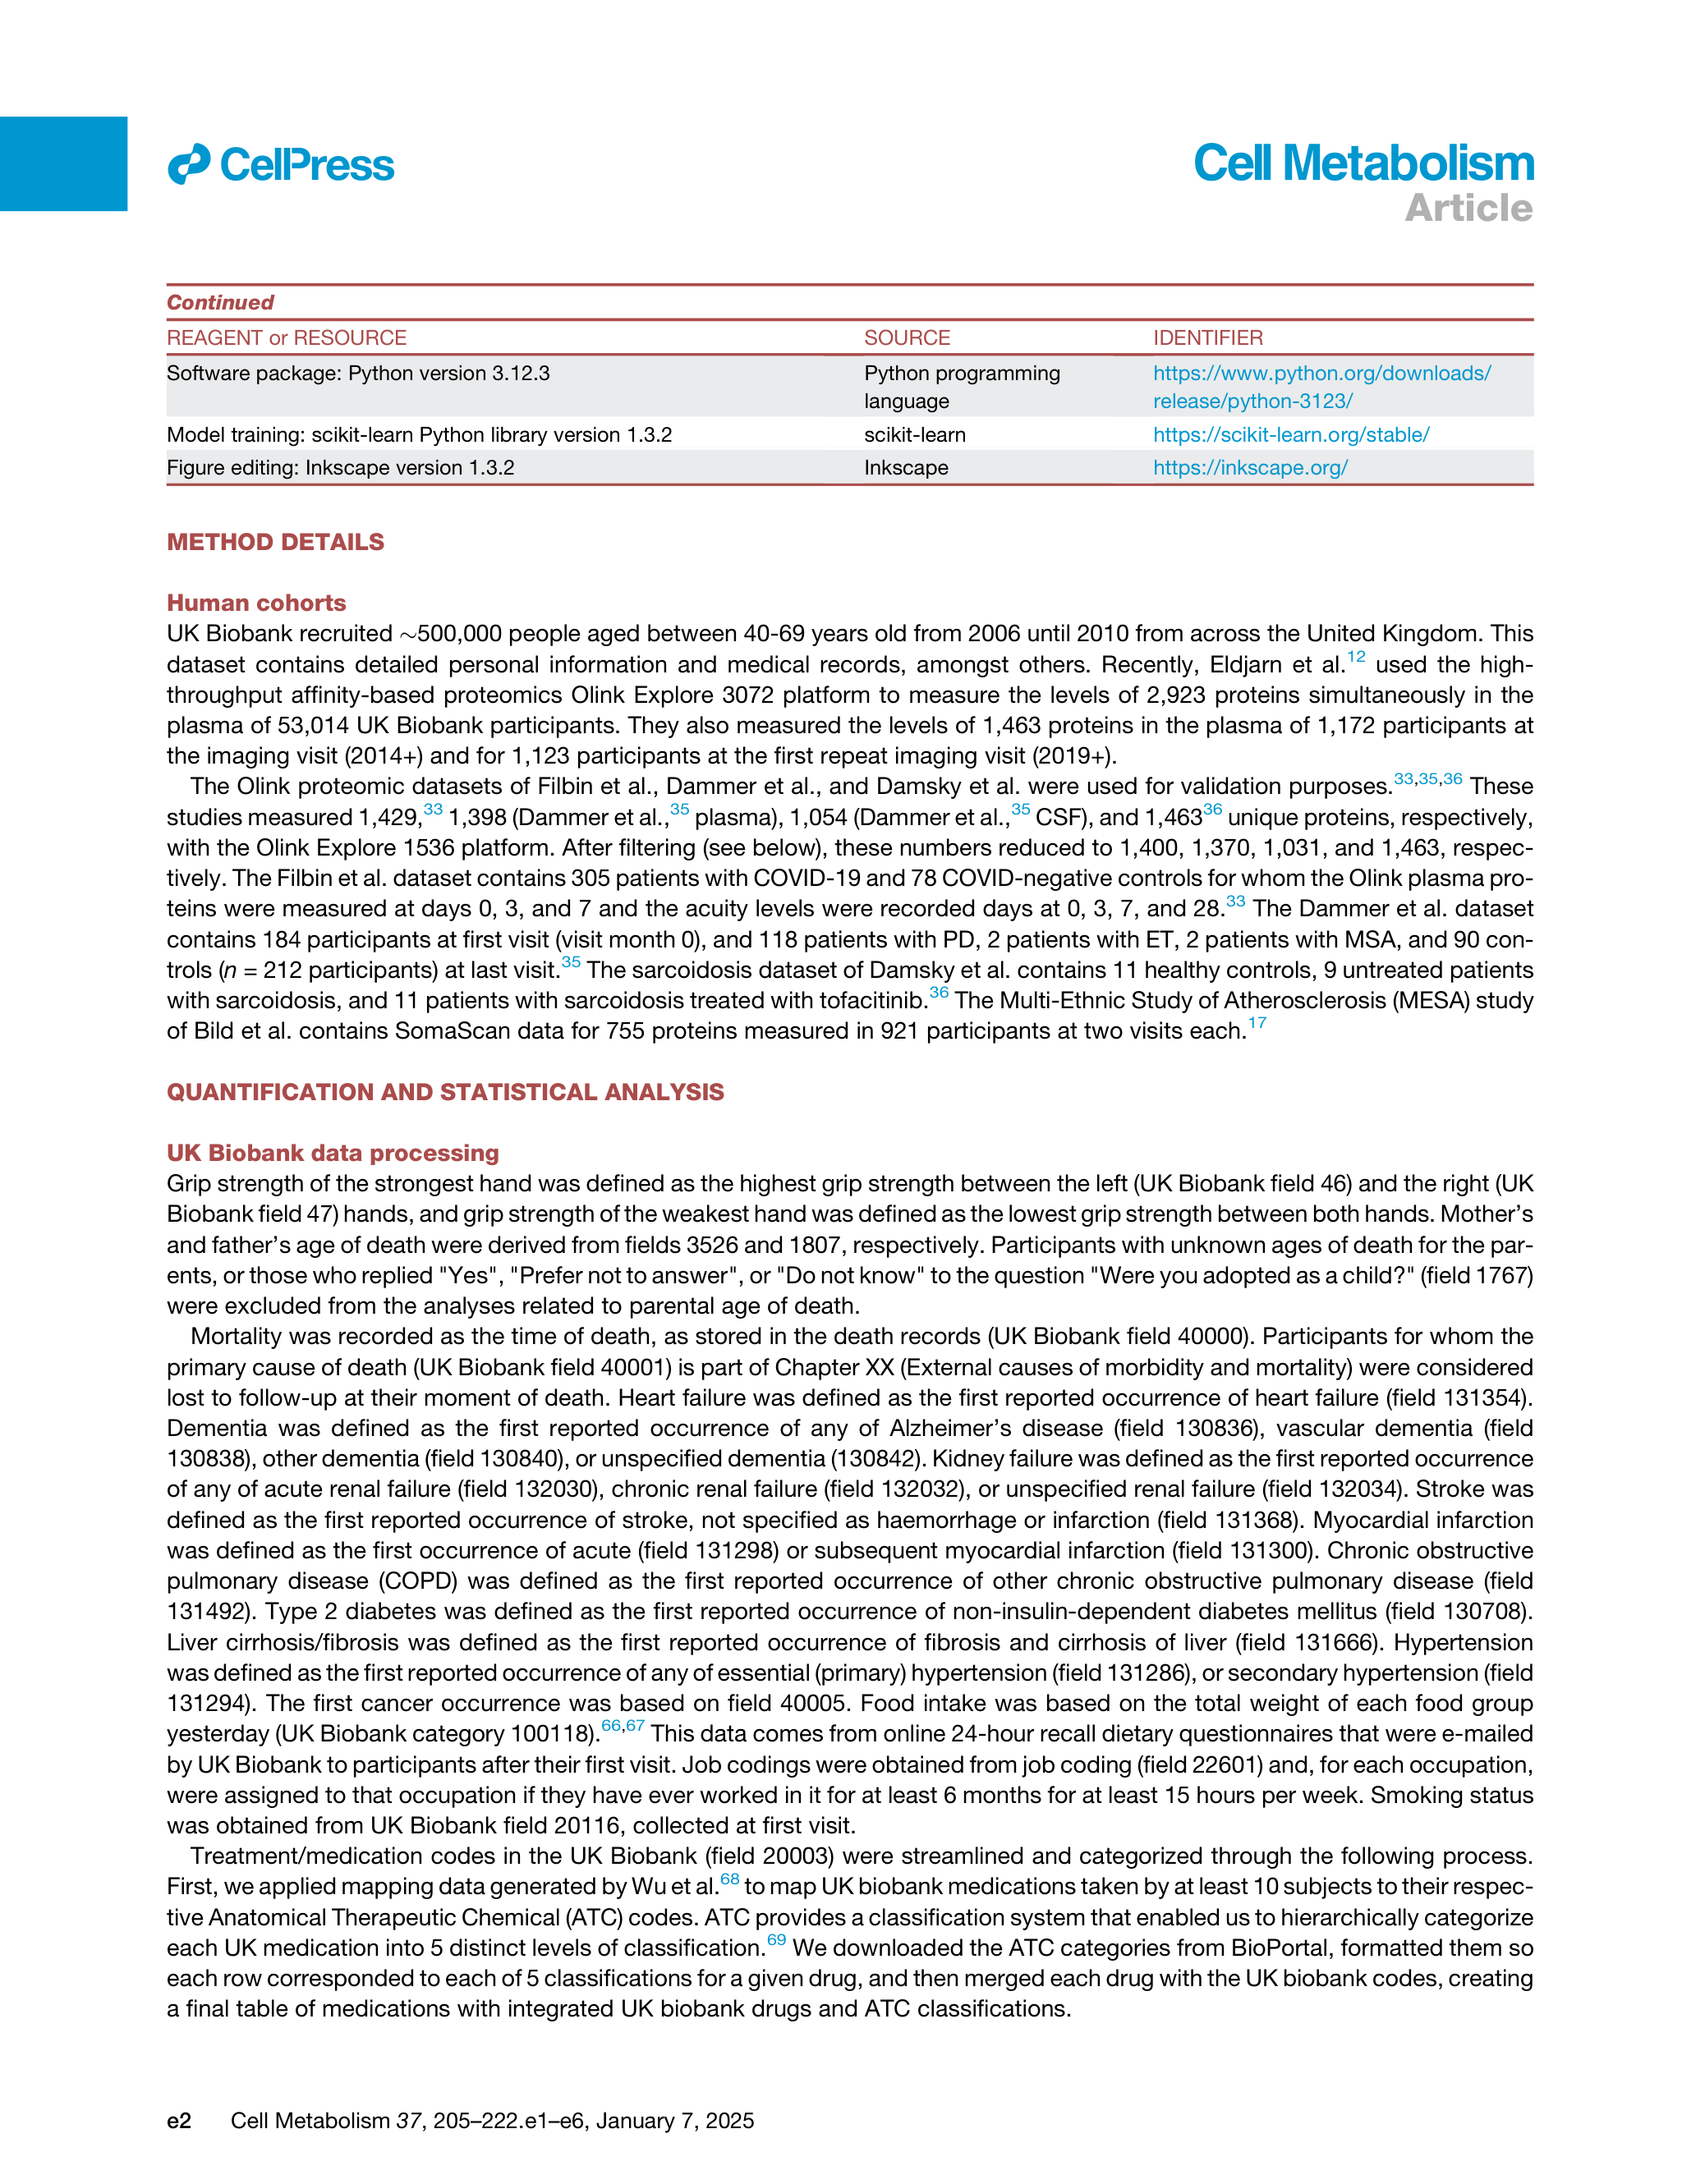 CellPress
Cell Metabolism
Article
Continued
REAGENT or RESOURCE SOURCE IDENTIFIER
Software package: Python version 3.12.3 Python programming language https://www.python.org/downloads/release/python-3123/
Model training: scikit-learn Python library version 1.3.2 scikit-learn https://scikit-learn.org/stable/
Figure editing: Inkscape version 1.3.2 Inkscape https://inkscape.org/
METHOD DETAILS
Human cohorts
UK Biobank recruited ∼500,000 people aged between 40-69 years old from 2006 until 2010 from across the United Kingdom. This
dataset contains detailed personal information and medical records, amongst others. Recently, Eldjarn et al.12 used the high-
throughput affinity-based proteomics Olink Explore 3072 platform to measure the levels of 2,923 proteins simultaneously in the
plasma of 53,014 UK Biobank participants. They also measured the levels of 1,463 proteins in the plasma of 1,172 participants at
the imaging visit (2014+) and for 1,123 participants at the first repeat imaging visit (2019+).
The Olink proteomic datasets of Filbin et al., Dammer et al., and Damsky et al. were used for validation purposes.33,35,36 These
studies measured 1,429,33 1,398 (Dammer et al.,35 plasma), 1,054 (Dammer et al.,35 CSF), and 1,46336 unique proteins, respectively,
with the Olink Explore 1536 platform. After filtering (see below), these numbers reduced to 1,400, 1,370, 1,031, and 1,463, respec-
tively. The Filbin et al. dataset contains 305 patients with COVID-19 and 78 COVID-negative controls for whom the Olink plasma pro-
teins were measured at days 0, 3, and 7 and the acuity levels were recorded days at 0, 3, 7, and 28.33 The Dammer et al. dataset
contains 184 participants at first visit (visit month 0), and 118 patients with PD, 2 patients with ET, 2 patients with MSA, and 90 con-
trols (n = 212 participants) at last visit.35 The sarcoidosis dataset of Damsky et al. contains 11 healthy controls, 9 untreated patients
with sarcoidosis, and 11 patients with sarcoidosis treated with tofacitinib.36 The Multi-Ethnic Study of Atherosclerosis (MESA) study
of Bild et al. contains SomaScan data for 755 proteins measured in 921 participants at two visits each.17
QUANTIFICATION AND STATISTICAL ANALYSIS
UK Biobank data processing
Grip strength of the strongest hand was defined as the highest grip strength between the left (UK Biobank field 46) and the right (UK
Biobank field 47) hands, and grip strength of the weakest hand was defined as the lowest grip strength between both hands. Mother’s
and father’s age of death were derived from fields 3526 and 1807, respectively. Participants with unknown ages of death for the par-
ents, or those who replied "Yes", "Prefer not to answer", or "Do not know" to the question "Were you adopted as a child?" (field 1767)
were excluded from the analyses related to parental age of death.
Mortality was recorded as the time of death, as stored in the death records (UK Biobank field 40000). Participants for whom the
primary cause of death (UK Biobank field 40001) is part of Chapter XX (External causes of morbidity and mortality) were considered
lost to follow-up at their moment of death. Heart failure was defined as the first reported occurrence of heart failure (field 131354).
Dementia was defined as the first reported occurrence of any of Alzheimer’s disease (field 130836), vascular dementia (field
130838), other dementia (field 130840), or unspecified dementia (130842). Kidney failure was defined as the first reported occurrence
of any of acute renal failure (field 132030), chronic renal failure (field 132032), or unspecified renal failure (field 132034). Stroke was
defined as the first reported occurrence of stroke, not specified as haemorrhage or infarction (field 131368). Myocardial infarction
was defined as the first occurrence of acute (field 131298) or subsequent myocardial infarction (field 131300). Chronic obstructive
pulmonary disease (COPD) was defined as the first reported occurrence of other chronic obstructive pulmonary disease (field
131492). Type 2 diabetes was defined as the first reported occurrence of non-insulin-dependent diabetes mellitus (field 130708).
Liver cirrhosis/fibrosis was defined as the first reported occurrence of fibrosis and cirrhosis of liver (field 131666). Hypertension
was defined as the first reported occurrence of any of essential (primary) hypertension (field 131286), or secondary hypertension (field
131294). The first cancer occurrence was based on field 40005. Food intake was based on the total weight of each food group
yesterday (UK Biobank category 100118).66,67 This data comes from online 24-hour recall dietary questionnaires that were e-mailed
by UK Biobank to participants after their first visit. Job codings were obtained from job coding (field 22601) and, for each occupation,
were assigned to that occupation if they have ever worked in it for at least 6 months for at least 15 hours per week. Smoking status
was obtained from UK Biobank field 20116, collected at first visit.
Treatment/medication codes in the UK Biobank (field 20003) were streamlined and categorized through the following process.
First, we applied mapping data generated by Wu et al.68 to map UK biobank medications taken by at least 10 subjects to their respec-
tive Anatomical Therapeutic Chemical (ATC) codes. ATC provides a classification system that enabled us to hierarchically categorize
each UK medication into 5 distinct levels of classification.69 We downloaded the ATC categories from BioPortal, formatted them so
each row corresponded to each of 5 classifications for a given drug, and then merged each drug with the UK biobank codes, creating
a final table of medications with integrated UK biobank drugs and ATC classifications.
e2 Cell Metabolism 37, 205–222.e1–e6, January 7, 2025